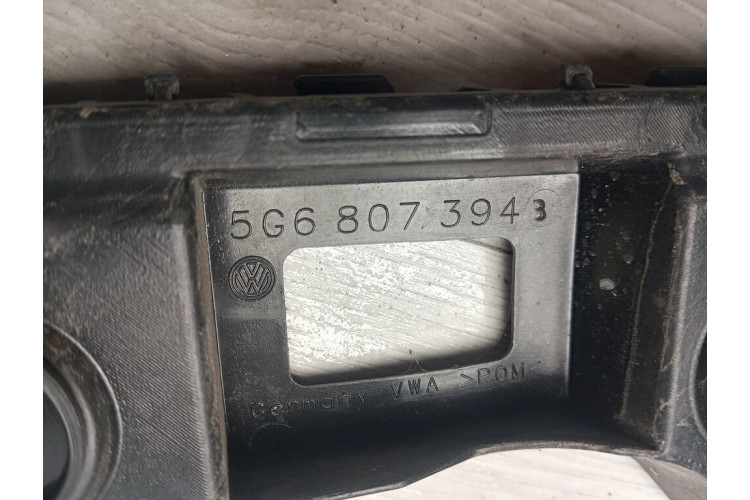 5G6 807 394 B
VW
Germany VWA >POM<